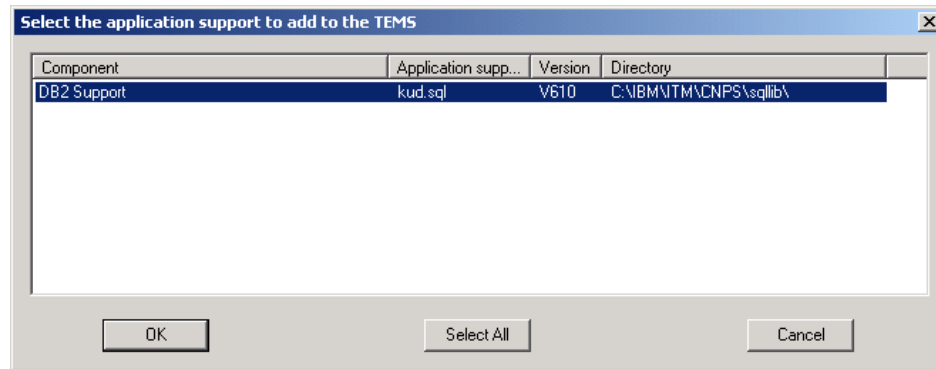 Select the application support to add to the TEMS
Component Application supp... Version Directory
DB2 Support kud.sql V610 C:\IBM\ITM\CNPS\sqllib\
OK Select All Cancel